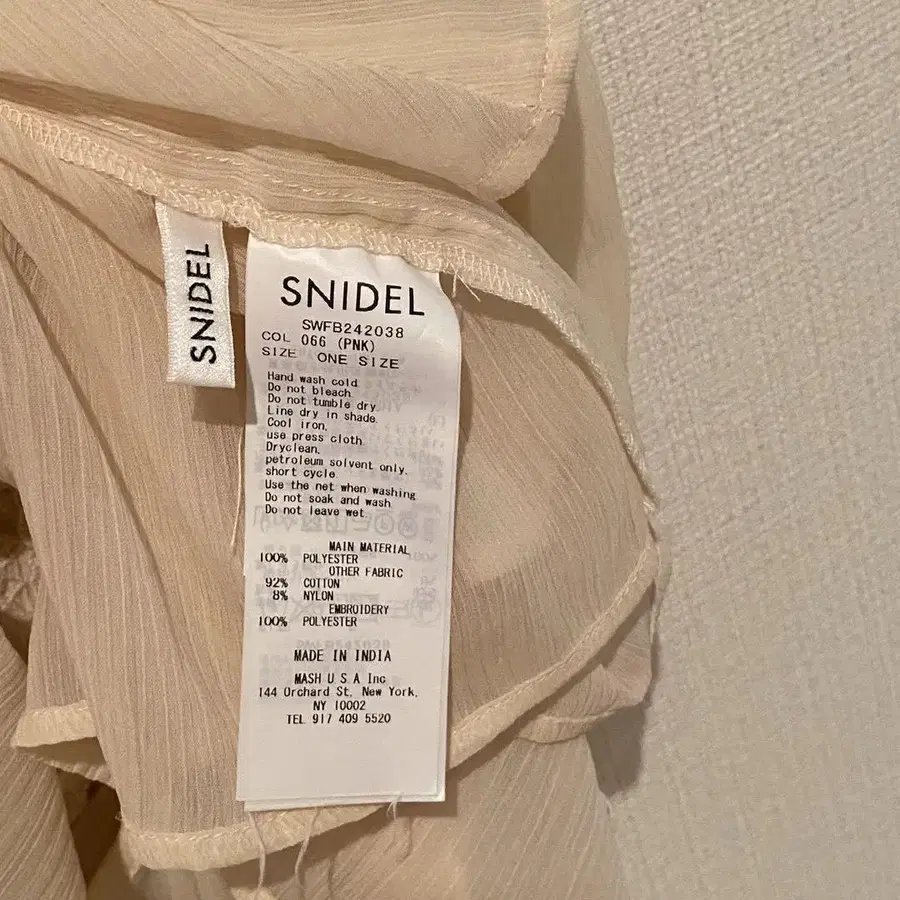 SNIDEL
SNIDEL
SWFB242038
COL 066 (PNK)
SIZE ONE SIZE
Hand wash cold
Do not bleach.
Do not tumble dry
Line dry in shade.
Cool iron,
use press cloth.
Dryclean,
petroleum solvent only,
short cycle
Use the net when washing
Do not soak and wash
Do not leave wet
MAIN MATERIAL
100% POLYESTER
OTHER FABRIC
92% COTTON
8% NYLON
EMBROIDERY
100% POLYESTER
MADE IN INDIA
MASH U S A Inc
144 Orchard St, New York,
NY 10002
TEL 917 409 5520